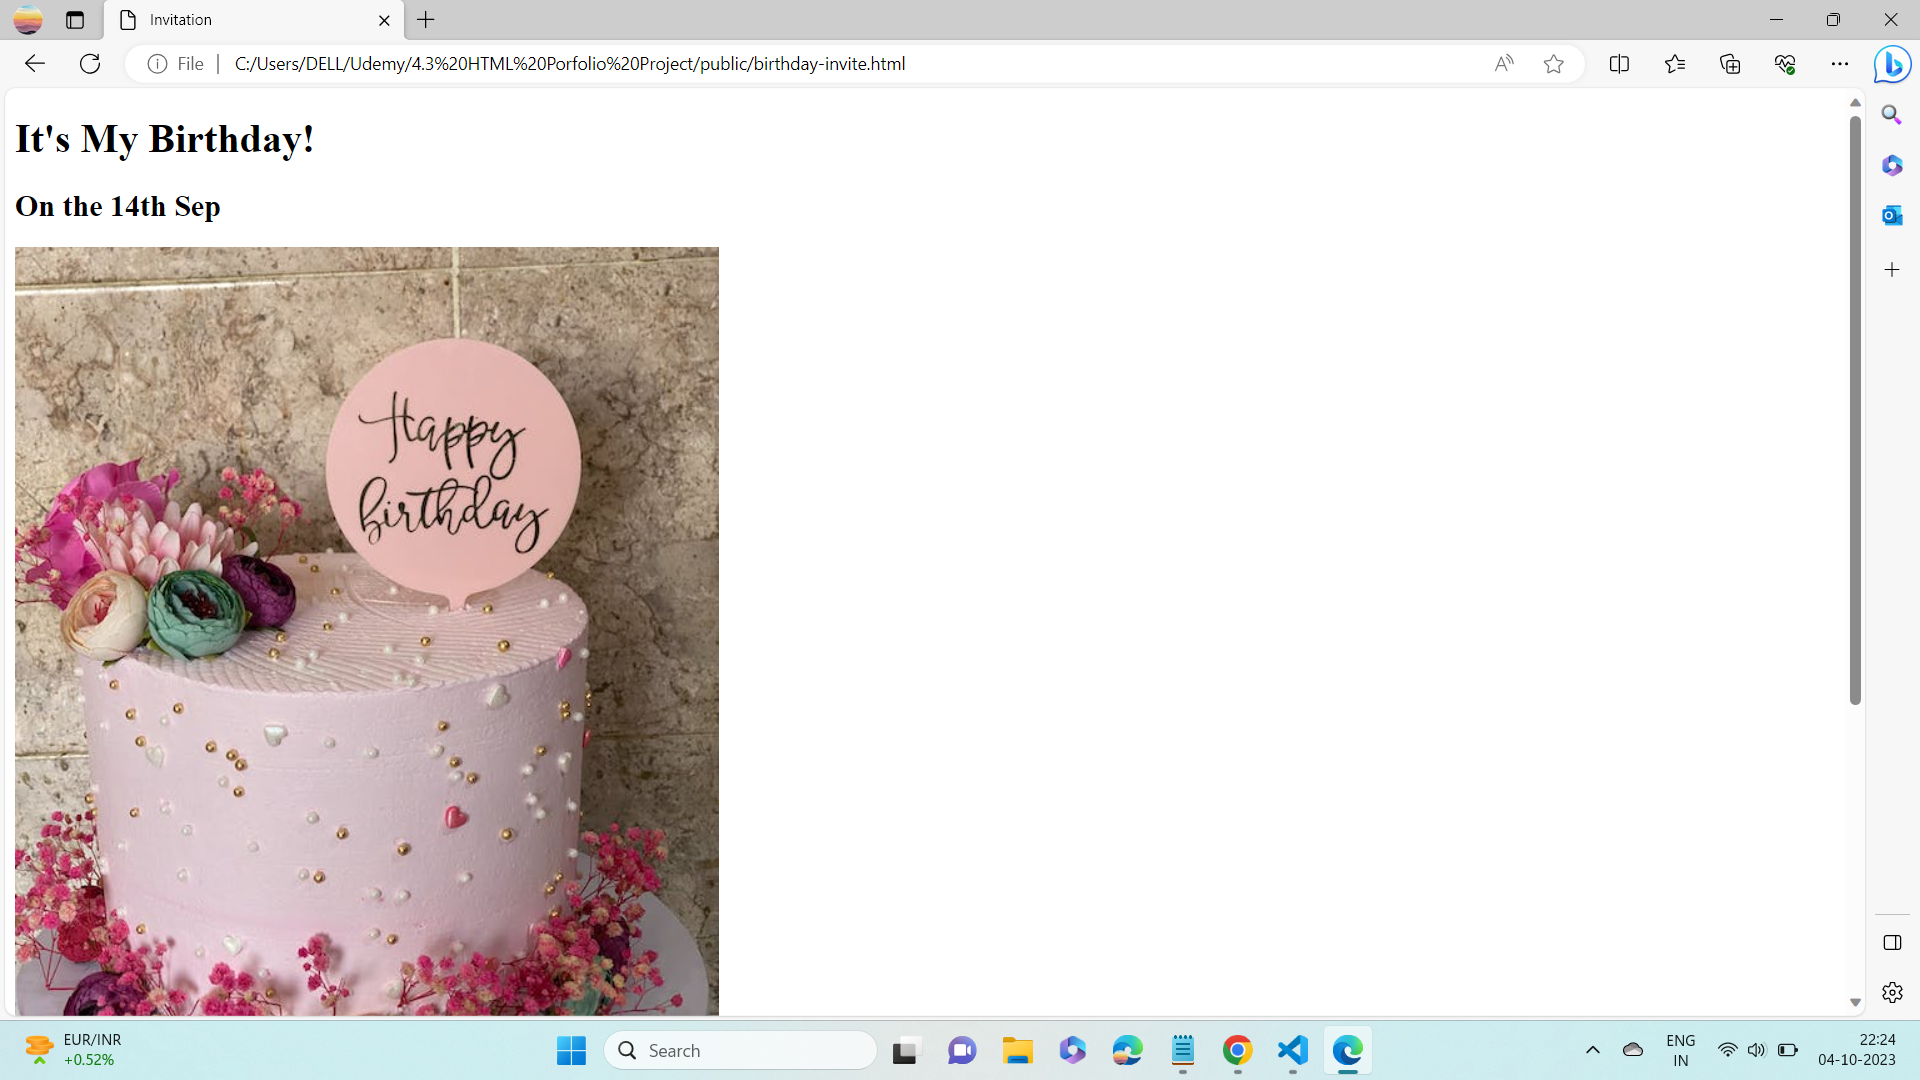 Invitation
File
C:/Users/DELL/Udemy/4.3%20HTML%20Porfolio%20Project/public/birthday-invite.html
It's My Birthday!
On the 14th Sep
Happy
birthday
EUR/INR
+0.52%
Search
ENG
IN
22:24
04-10-2023